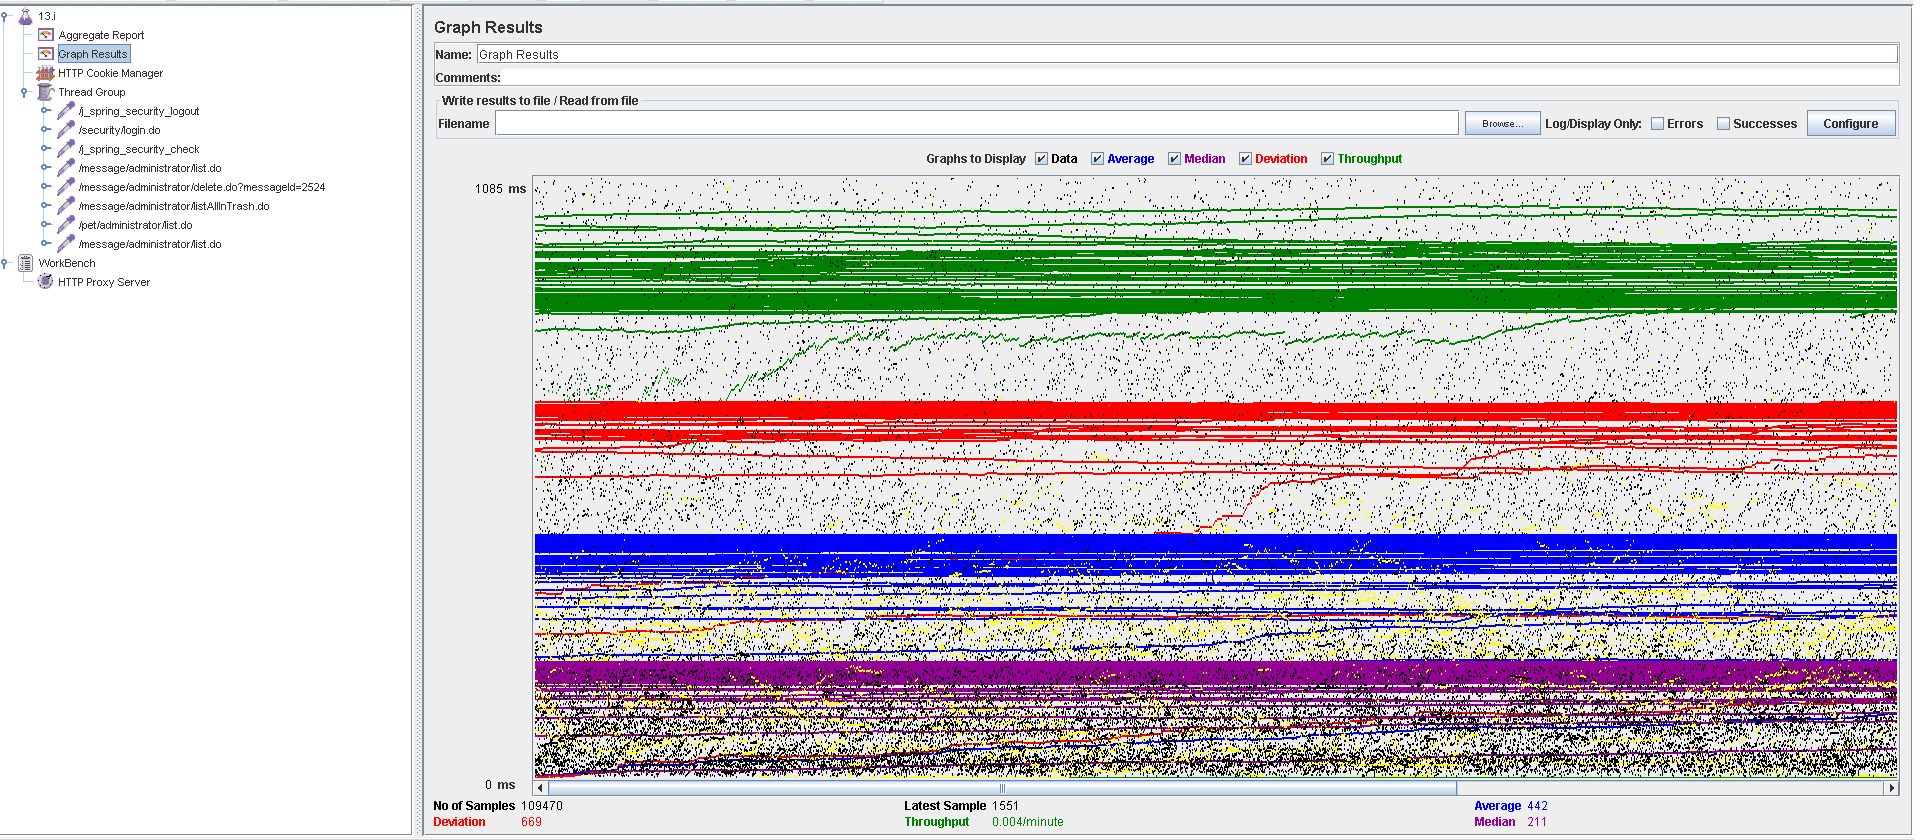 13.i
Aggregate Report
Graph Results
HTTP Cookie Manager
Thread Group
/j_spring_security_logout
/security/login.do
/j_spring_security_check
/message/administrator/list.do
/message/administrator/delete.do?messageId=2524
/message/administrator/listAllInTrash.do
/pet/administrator/list.do
/message/administrator/list.do
WorkBench
HTTP Proxy Server
Graph Results
Name: Graph Results
Comments:
Write results to file / Read from file
Filename Browse... Log/Display Only: Errors Successes Configure
Graphs to Display Data Average Median Deviation Throughput
1085 ms
0 ms
No of Samples 109470 Latest Sample 1551 Average 442
Deviation 669 Throughput 0.004/minute Median 211